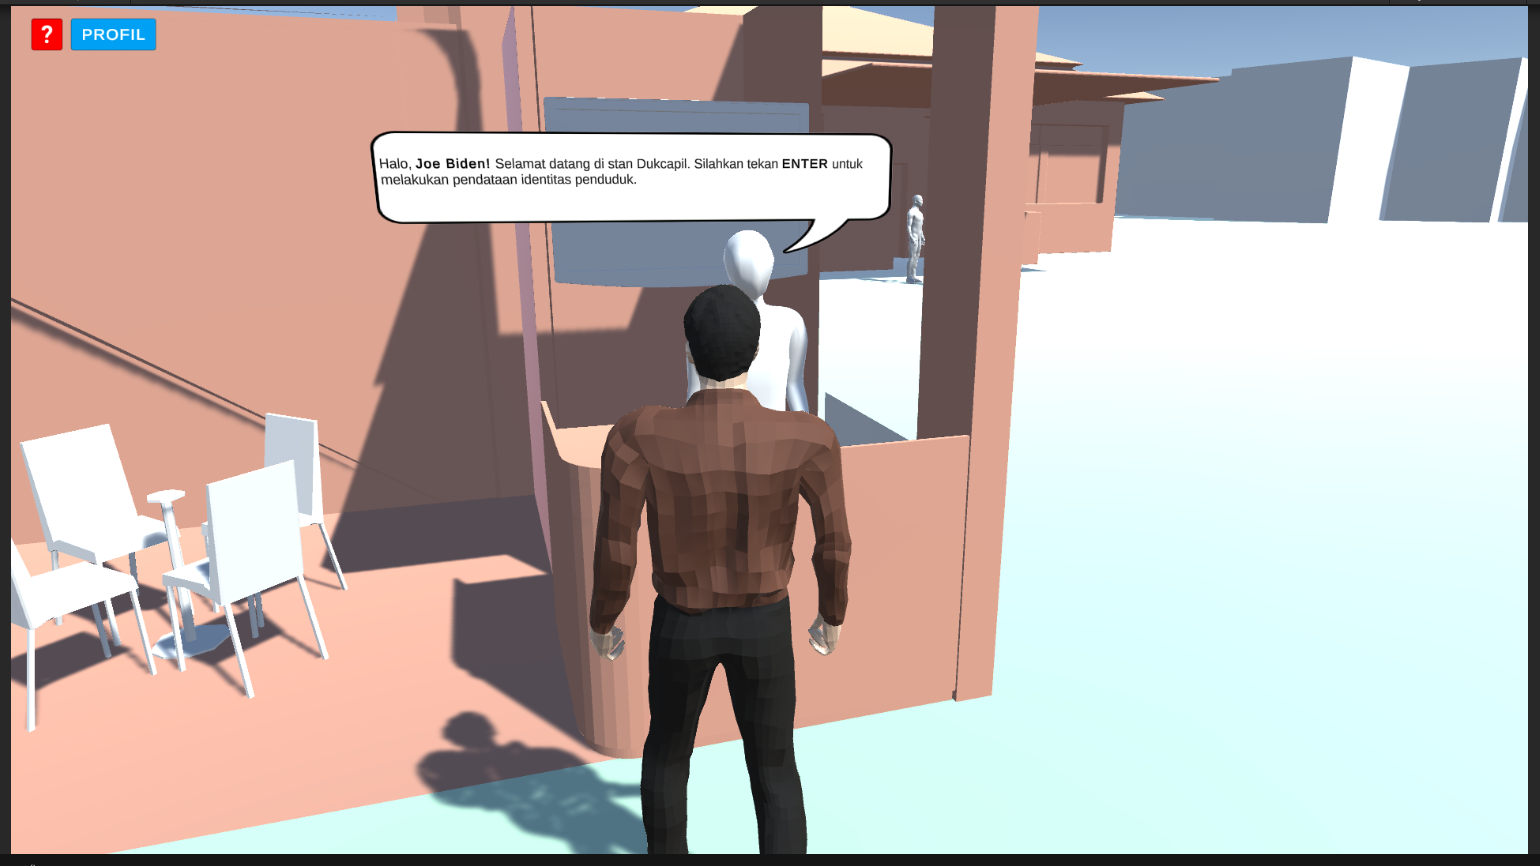 ? PROFIL
Halo, Joe Biden! Selamat datang di stan Dukcapil. Silahkan tekan ENTER untuk
melakukan pendataan identitas penduduk.